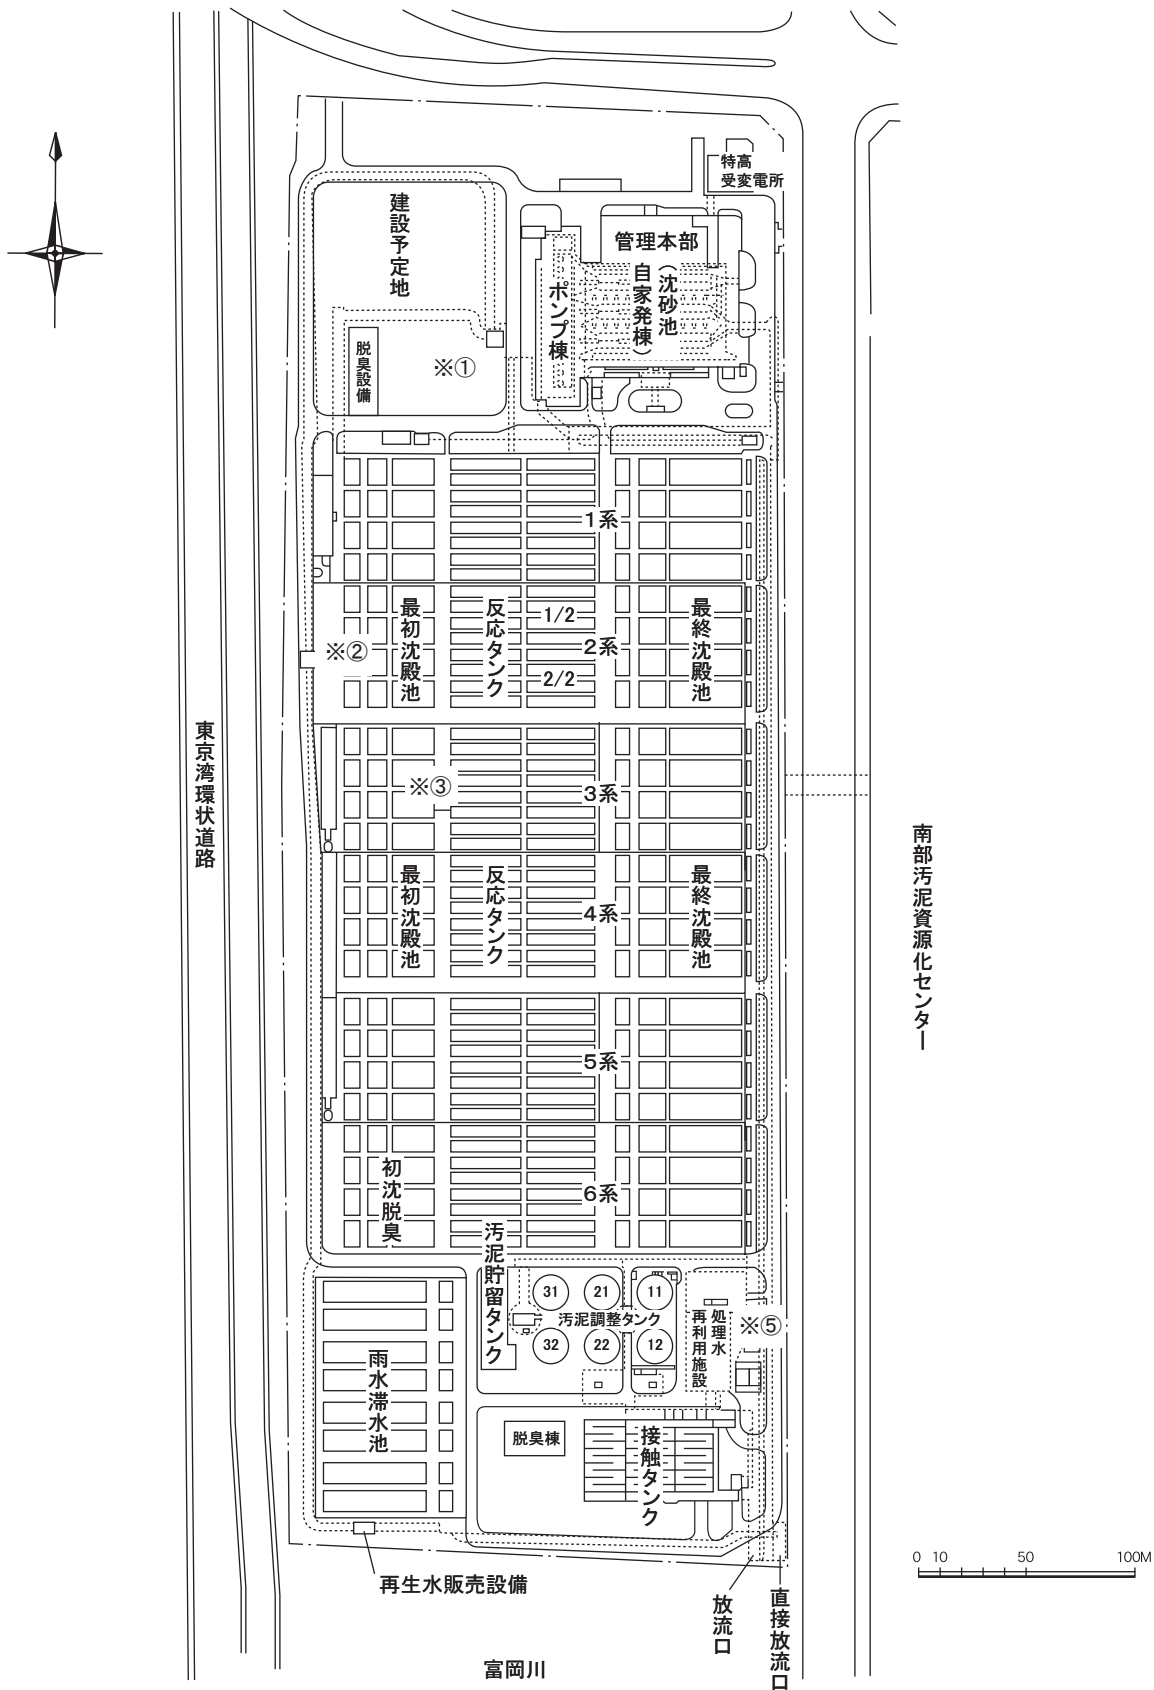 特高
受変電所
建設予定地
管理本部
（沈砂池
自家発棟）
ポンプ棟
脱臭設備
※①
1系
最初沈殿池
反応タンク
1/2
2系
最終沈殿池
※②
2/2
東京湾環状道路
※③
3系
南部汚泥資源化センター
最初沈殿池
反応タンク
4系
最終沈殿池
5系
初沈脱臭
6系
汚泥貯留タンク
31
21
11
汚泥調整タンク
32
22
12
処理水
再利用施設
※⑤
雨水滞水池
脱臭棟
接触タンク
0 10 50 100M
再生水販売設備
放流口
直接放流口
富岡川